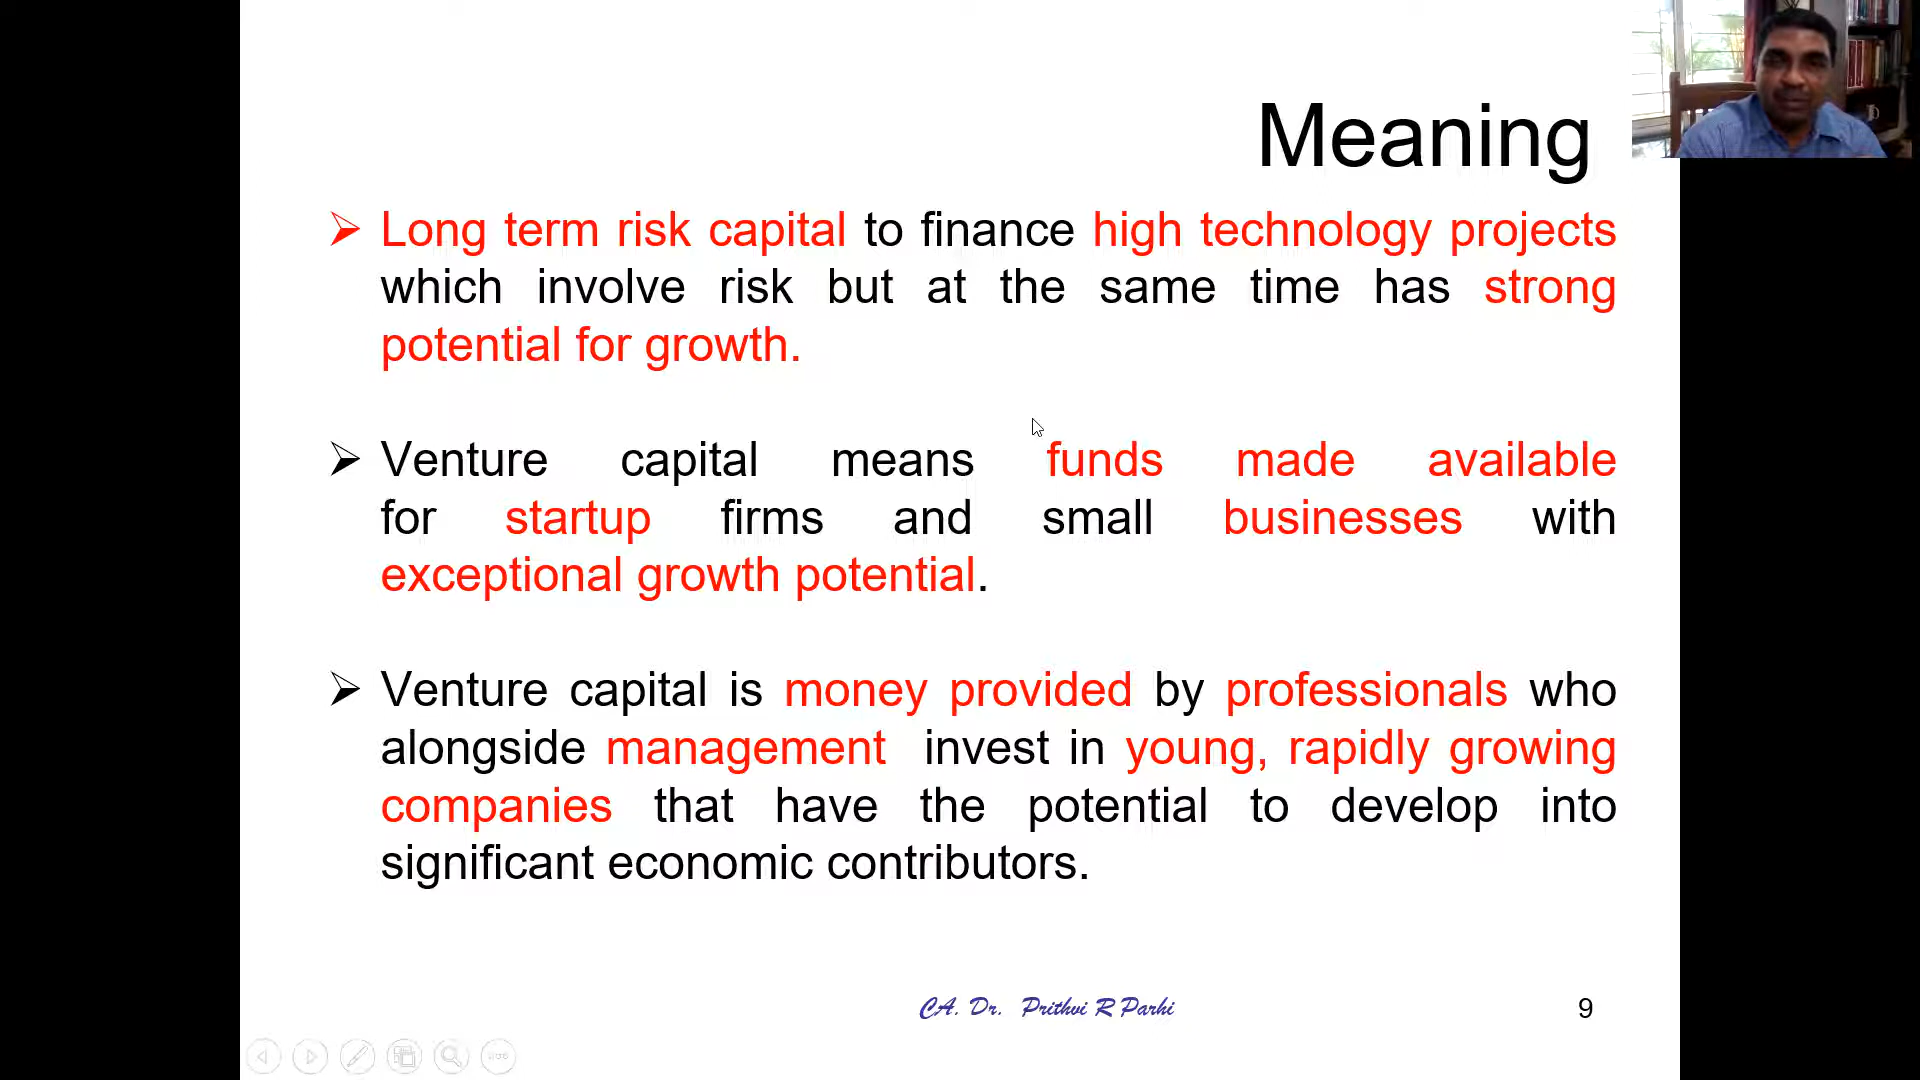 Meaning
Long term risk capital to finance high technology projects
which involve risk but at the same time has strong
potential for growth.
Venture capital means funds made available
for startup firms and small businesses with
exceptional growth potential.
Venture capital is money provided by professionals who
alongside management invest in young, rapidly growing
companies that have the potential to develop into
significant economic contributors.
CA. Dr. Prithvi R Parhi
9